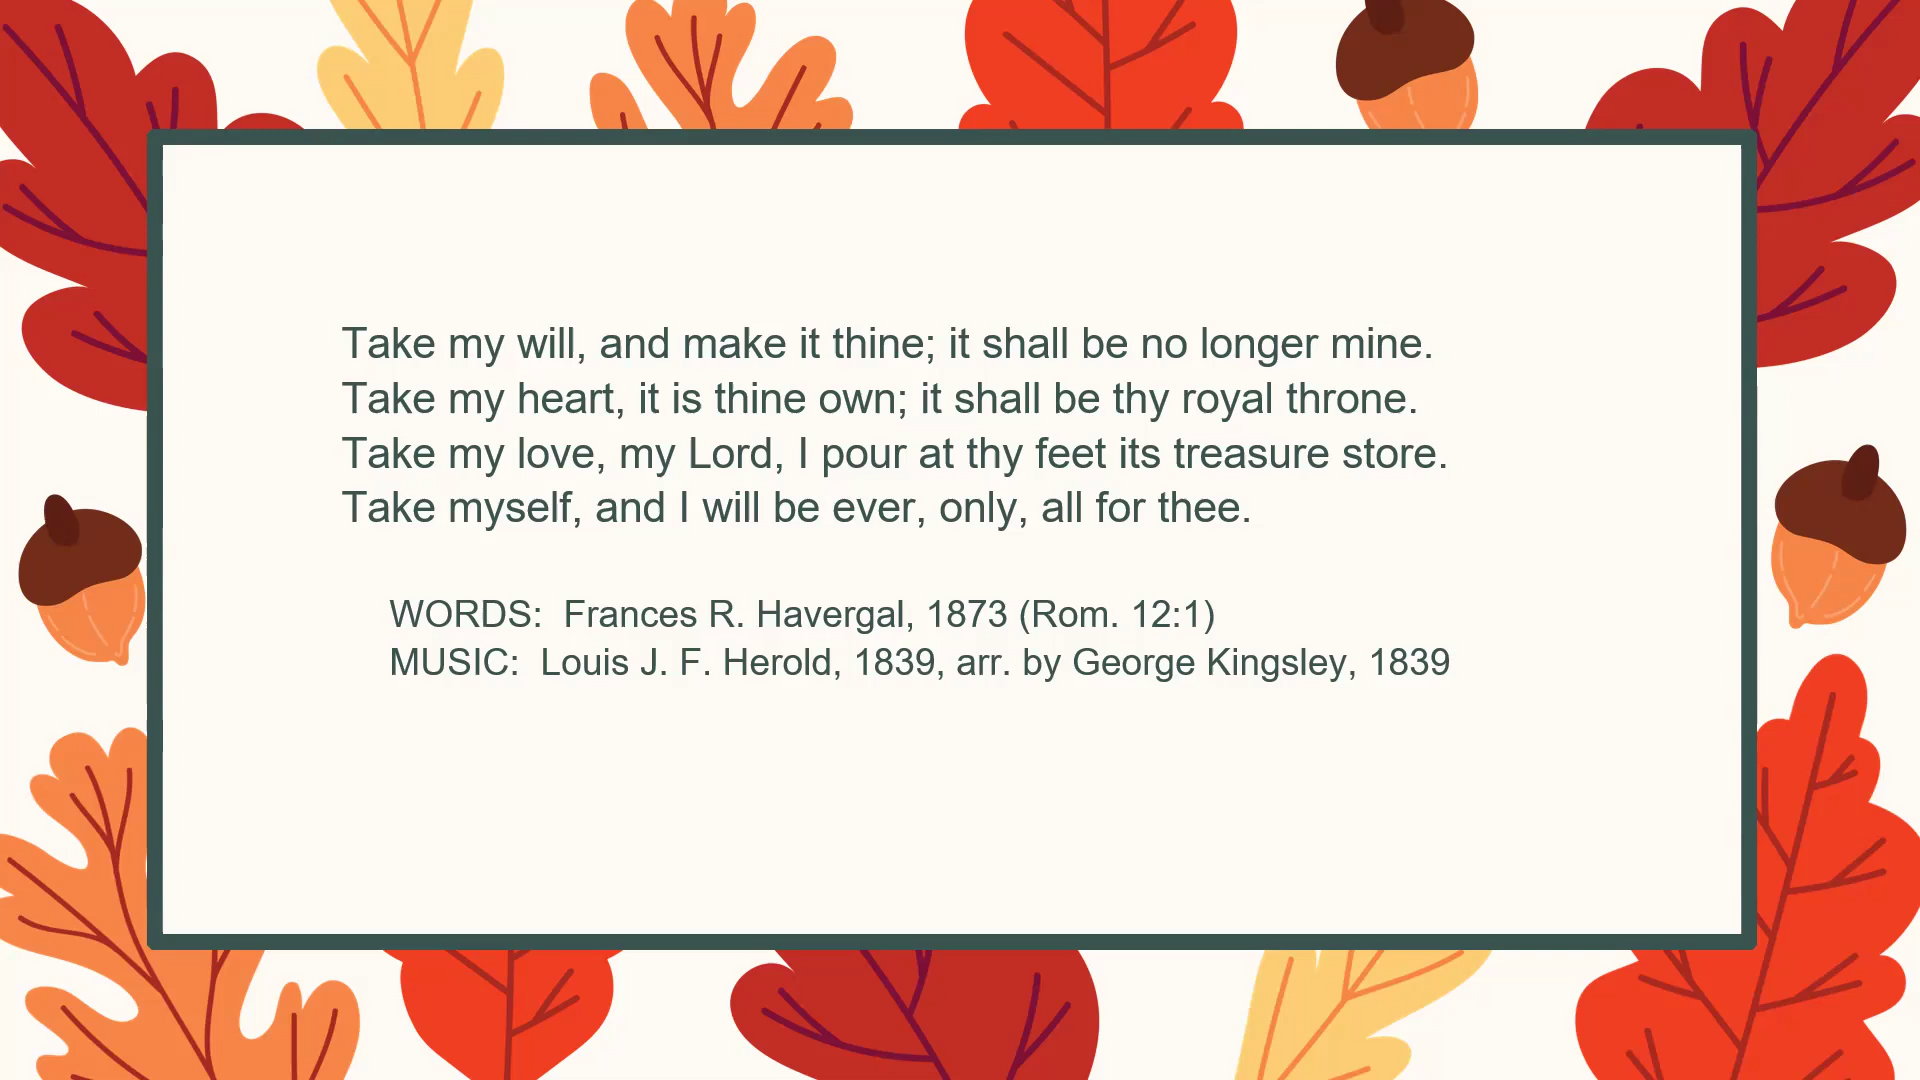 Take my will, and make it thine; it shall be no longer mine.
Take my heart, it is thine own; it shall be thy royal throne.
Take my love, my Lord, I pour at thy feet its treasure store.
Take myself, and I will be ever, only, all for thee.
WORDS:  Frances R. Havergal, 1873 (Rom. 12:1)
MUSIC:  Louis J. F. Herold, 1839, arr. by George Kingsley, 1839